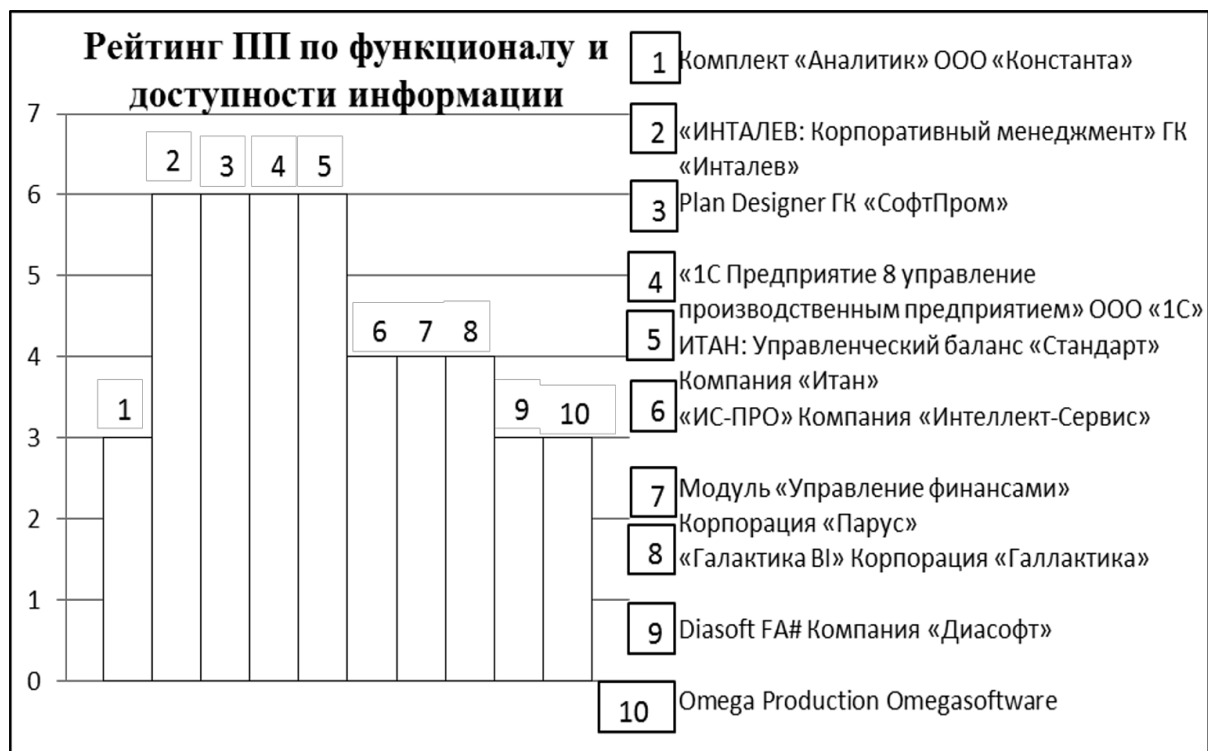 Рейтинг ПП по функционалу и
доступности информации
7
6
5
4
3
2
1
0
1
2
3
4
5
6
7
8
9
10
1 Комплект «Аналитик» ООО «Константа»
2 «ИНТАЛЕВ: Корпоративный менеджмент» ГК
«Инталев»
3 Plan Designer ГК «СофтПром»
4 «1С Предприятие 8 управление
производственным предприятием» ООО «1С»
5 ИТАН: Управленческий баланс «Стандарт»
Компания «Итан»
6 «ИС-ПРО» Компания «Интеллект-Сервис»
7 Модуль «Управление финансами»
Корпорация «Парус»
8 «Галактика BI» Корпорация «Галлактика»
9 Diasoft FA# Компания «Диасофт»
10 Omega Production Omegasoftware